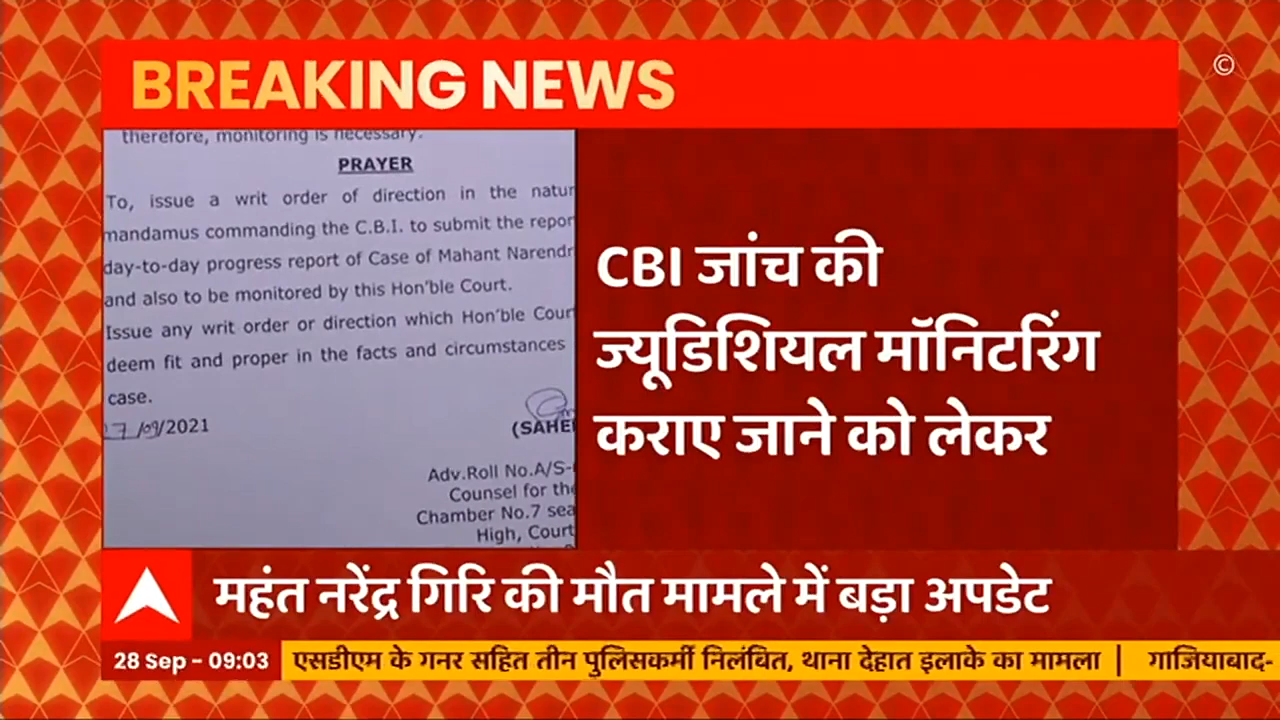 ©
BREAKING NEWS
therefore, monitoring is necessary.
PRAYER
To, issue a writ order of direction in the natur
mandamus commanding the C.B.I. to submit the repor
day-to-day progress report of Case of Mahant Narendr
and also to be monitored by this Hon'ble Court.
Issue any writ order or direction which Hon'ble Cour
deem fit and proper in the facts and circumstances
case.
/09/2021
(SAHE
Adv.Roll No.A/S-
Counsel for the
Chamber No.7 sea
High, Court
CBI जांच की
ज्यूडिशियल मॉनिटरिंग
कराए जाने को लेकर
महंत नरेंद्र गिरि की मौत मामले में बड़ा अपडेट
28 Sep - 09:03
एसडीएम के गनर सहित तीन पुलिसकर्मी निलंबित, थाना देहात इलाके का मामला | गाजियाबाद-